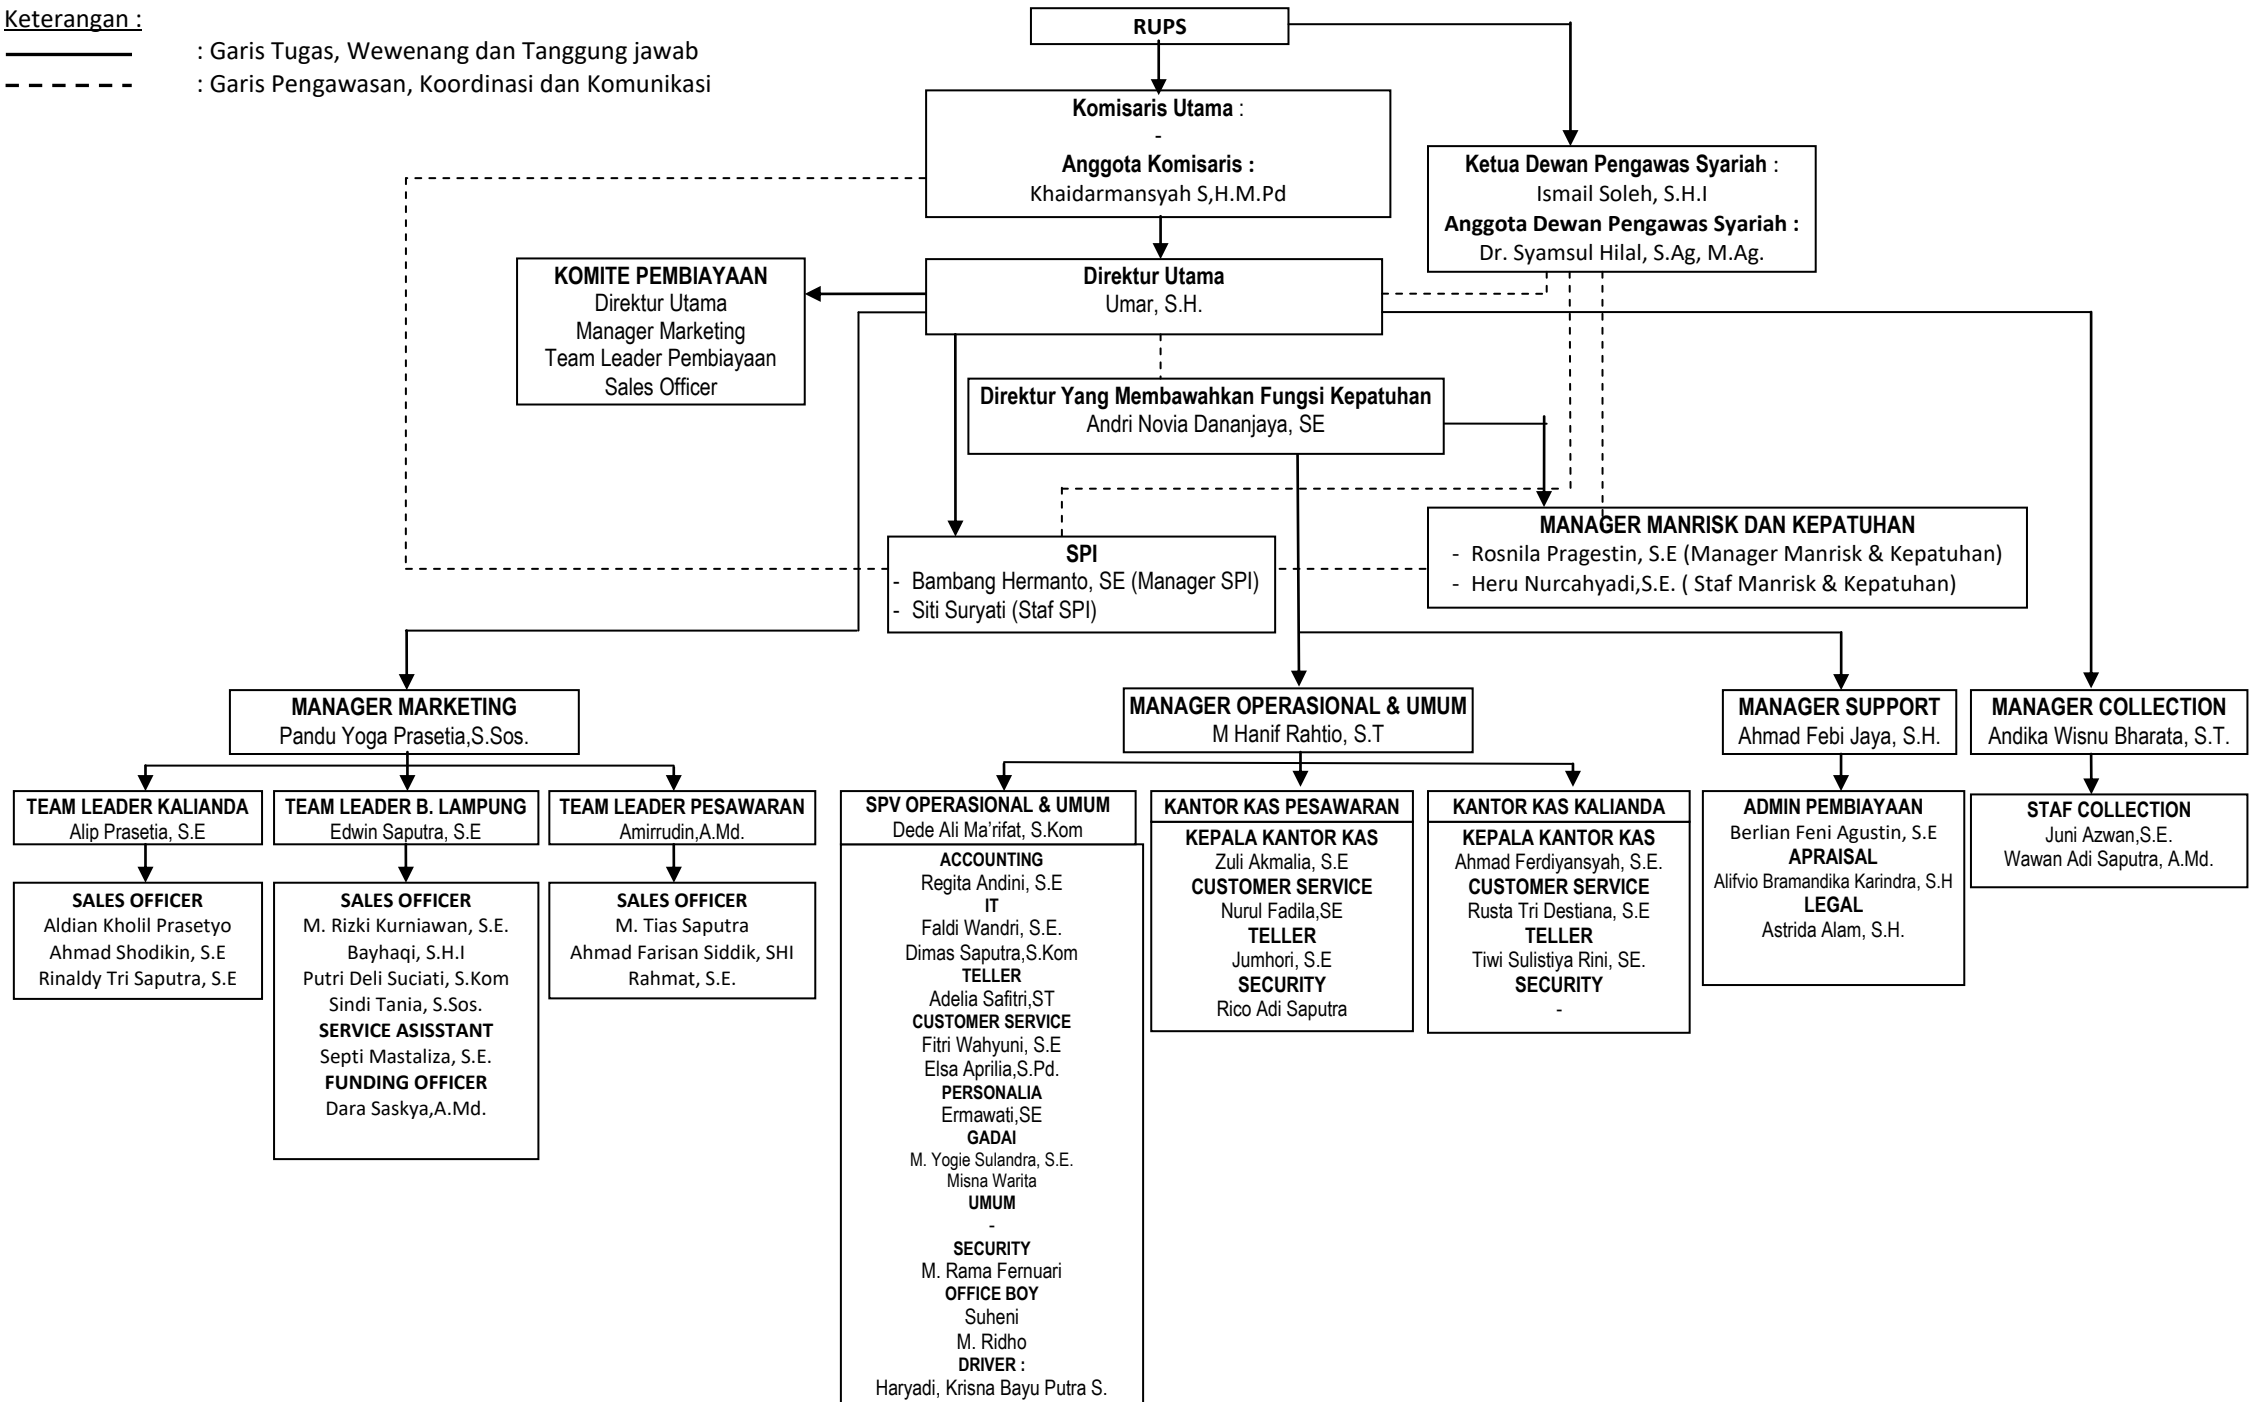 Keterangan :
: Garis Tugas, Wewenang dan Tanggung jawab
: Garis Pengawasan, Koordinasi dan Komunikasi
RUPS
Komisaris Utama :
-
Anggota Komisaris :
Khaidarmansyah S,H.M.Pd
Ketua Dewan Pengawas Syariah :
Ismail Soleh, S.H.I
Anggota Dewan Pengawas Syariah :
Dr. Syamsul Hilal, S.Ag, M.Ag.
KOMITE PEMBIAYAAN
Direktur Utama
Manager Marketing
Team Leader Pembiayaan
Sales Officer
Direktur Utama
Umar, S.H.
Direktur Yang Membawahkan Fungsi Kepatuhan
Andri Novia Dananjaya, SE
MANAGER MANRISK DAN KEPATUHAN
- Rosnila Pragestin, S.E (Manager Manrisk & Kepatuhan)
- Heru Nurcahyadi,S.E. ( Staf Manrisk & Kepatuhan)
SPI
- Bambang Hermanto, SE (Manager SPI)
- Siti Suryati (Staf SPI)
MANAGER MARKETING
Pandu Yoga Prasetia,S.Sos.
MANAGER OPERASIONAL & UMUM
M Hanif Rahtio, S.T
MANAGER SUPPORT
Ahmad Febi Jaya, S.H.
MANAGER COLLECTION
Andika Wisnu Bharata, S.T.
TEAM LEADER KALIANDA
Alip Prasetia, S.E
TEAM LEADER B. LAMPUNG
Edwin Saputra, S.E
TEAM LEADER PESAWARAN
Amirrudin,A.Md.
SALES OFFICER
Aldian Kholil Prasetyo
Ahmad Shodikin, S.E
Rinaldy Tri Saputra, S.E
SALES OFFICER
M. Rizki Kurniawan, S.E.
Bayhaqi, S.H.I
Putri Deli Suciati, S.Kom
Sindi Tania, S.Sos.
SERVICE ASISSTANT
Septi Mastaliza, S.E.
FUNDING OFFICER
Dara Saskya,A.Md.
SALES OFFICER
M. Tias Saputra
Ahmad Farisan Siddik, SHI
Rahmat, S.E.
SPV OPERASIONAL & UMUM
Dede Ali Ma’rifat, S.Kom
ACCOUNTING
Regita Andini, S.E
IT
Faldi Wandri, S.E.
Dimas Saputra,S.Kom
TELLER
Adelia Safitri,ST
CUSTOMER SERVICE
Fitri Wahyuni, S.E
Elsa Aprilia,S.Pd.
PERSONALIA
Ermawati,SE
GADAI
M. Yogie Sulandra, S.E.
Misna Warita
UMUM
-
SECURITY
M. Rama Fernuari
OFFICE BOY
Suheni
M. Ridho
DRIVER :
Haryadi, Krisna Bayu Putra S.
KANTOR KAS PESAWARAN
KEPALA KANTOR KAS
Zuli Akmalia, S.E
CUSTOMER SERVICE
Nurul Fadila,SE
TELLER
Jumhori, S.E
SECURITY
Rico Adi Saputra
KANTOR KAS KALIANDA
KEPALA KANTOR KAS
Ahmad Ferdiyansyah, S.E.
CUSTOMER SERVICE
Rusta Tri Destiana, S.E
TELLER
Tiwi Sulistiya Rini, SE.
SECURITY
-
ADMIN PEMBIAYAAN
Berlian Feni Agustin, S.E
APRAISAL
Alifvio Bramandika Karindra, S.H
LEGAL
Astrida Alam, S.H.
STAF COLLECTION
Juni Azwan,S.E.
Wawan Adi Saputra, A.Md.